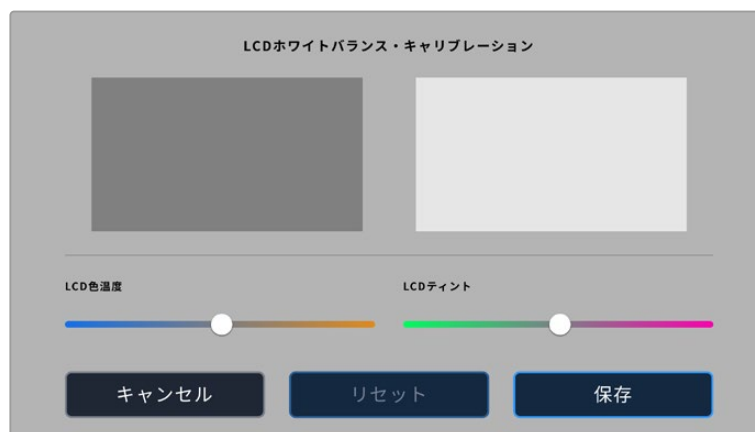 LCDホワイトバランス・キャリブレーション
LCD色温度
LCDティント
キャンセル
リセット
保存